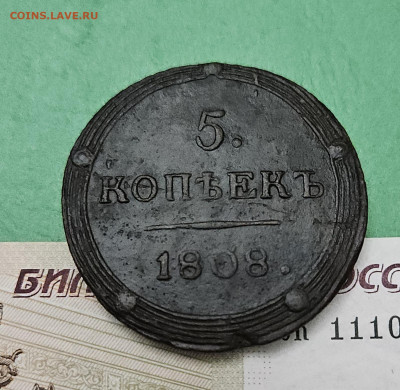 COINS.LAVE.RU
5.
КОПѢЕКЪ
1808.
БИЛ
ОСС
1110